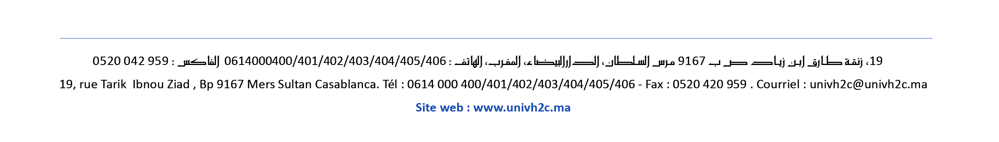 19، زنقة طارق ابن زياد ص ب 9167 مرس السلطان، الدار البيضاء، المغرب، الهاتف : 0614000400/401/402/403/404/405/406 الفاكس : 0520 042 959
19, rue Tarik Ibnou Ziad , Bp 9167 Mers Sultan Casablanca. Tél : 0614 000 400/401/402/403/404/405/406 - Fax : 0520 420 959 . Courriel : univh2c@univh2c.ma
Site web : www.univh2c.ma